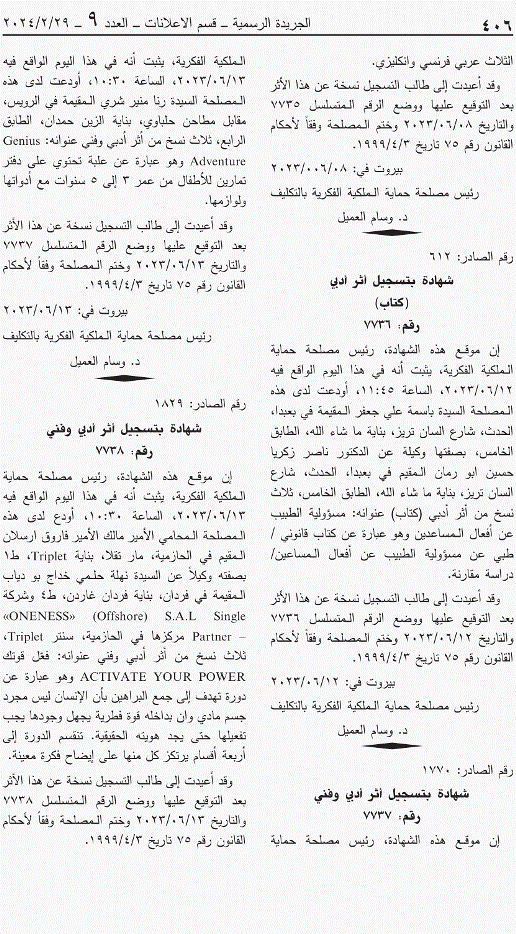 ٤٠٦
الجريدة الرسمية – قسم الاعلانات – العدد ٩ – ٢٠٢٤/٢/٢٩
الثلاث عربي فرنسي وانكليزي.
وقد أعيدت إلى طالب التسجيل نسخة عن هذا الأثر
بعد التوقيع عليها ووضع الرقم المتسلسل ٧٧٣٥
والتاريخ ٢٠٢٣/٠٦/٠٨ وختم المصلحة وفقاً لأحكام
القانون رقم ٧٥ تاريخ ١٩٩٩/٤/٣.
بيروت في: ٢٠٢٣/٠٠٦/٠٨
رئيس مصلحة حماية الملكية الفكرية بالتكليف
د. وسام العميل
رقم الصادر: ٦١٢
شهادة بتسجيل أثر أدبي
(كتاب)
رقم: ٧٧٣٦
إن موقع هذه الشهادة، رئيس مصلحة حماية
الملكية الفكرية، يثبت أنه في هذا اليوم الواقع فيه
٢٠٢٣/٠٦/١٢، الساعة ١١:٤٥، أودعت لدى هذه
المصلحة السيدة باسمة علي جعفر المقيمة في بعبدا،
الحدث، شارع السان تريز، بناية ما شاء الله، الطابق
الخامس، بصفتها وكيلة عن الدكتور ناصر زكريا
حسين ابو رمان المقيم في بعبدا، الحدث، شارع
السان تريز، بناية ما شاء الله، الطابق الخامس، ثلاث
نسخ من أثر أدبي (كتاب) عنوانه: مسؤولية الطبيب
عن أفعال المساعدين وهو عبارة عن كتاب قانوني /
طبي عن مسؤولية الطبيب عن أفعال المساعين/
دراسة مقارنة.
وقد أعيدت إلى طالب التسجيل نسخة عن هذا الأثر
بعد التوقيع عليها ووضع الرقم المتسلسل ٧٧٣٦
والتاريخ ٢٠٢٣/٠٦/١٢ وختم المصلحة وفقاً لأحكام
القانون رقم ٧٥ تاريخ ١٩٩٩/٤/٣.
بيروت في: ٢٠٢٣/٠٦/١٢
رئيس مصلحة حماية الملكية الفكرية بالتكليف
د. وسام العميل
رقم الصادر: ١٧٧٠
شهادة بتسجيل أثر أدبي وفني
رقم: ٧٧٣٧
إن موقع هذه الشهادة، رئيس مصلحة حماية
الملكية الفكرية، يثبت أنه في هذا اليوم الواقع فيه
٢٠٢٣/٠٦/١٣، الساعة ١٠:٣٠، أودعت لدى هذه
المصلحة السيدة رنا منير شري المقيمة في الرويس،
مقابل مطاحن حلباوي، بناية الزين حمدان، الطابق
الرابع، ثلاث نسخ من أثر أدبي وفني عنوانه: Genius
Adventure وهو عبارة عن علبة تحتوي على دفتر
تمارين للأطفال من عمر ٣ إلى ٥ سنوات مع أدواتها
ولوازمها.
وقد أعيدت إلى طالب التسجيل نسخة عن هذا الأثر
بعد التوقيع عليها ووضع الرقم المتسلسل ٧٧٣٧
والتاريخ ٢٠٢٣/٠٦/١٣ وختم المصلحة وفقاً لأحكام
القانون رقم ٧٥ تاريخ ١٩٩٩/٤/٣.
بيروت في: ٢٠٢٣/٠٦/١٣
رئيس مصلحة حماية الملكية الفكرية بالتكليف
د. وسام العميل
رقم الصادر: ١٨٢٩
شهادة بتسجيل أثر أدبي وفني
رقم: ٧٧٣٨
إن موقع هذه الشهادة، رئيس مصلحة حماية
الملكية الفكرية، يثبت أنه في هذا اليوم الواقع فيه
٢٠٢٣/٠٦/١٣، الساعة ١٠:٣٠، أودع لدى هذه
المصلحة المحامي الأمير مالك الأمير فاروق ارسلان
المقيم في الحازمية، مار تقلا، بناية Triplet، ط١
بصفته وكيلاً عن السيدة نهلة حلمي خداج بو دياب
المقيمة في فردان، بناية فردان غاردن، ط٤ وشركة
«ONENESS» (Offshore) S.A.L Single
Partner – مركزها في الحازمية، سنتر Triplet،
ثلاث نسخ من أثر أدبي وفني عنوانه: فعّل قوتك
ACTIVATE YOUR POWER وهو عبارة عن
دورة تهدف إلى جمع البراهين بأن الإنسان ليس مجرد
جسم مادي وان بداخله قوة فطرية يجهل وجودها يجب
تفعيلها حتى يجد هويته الحقيقية. تنقسم الدورة إلى
أربعة أقسام يرتكز كل منها على إيضاح فكرة معينة.
وقد أعيدت إلى طالب التسجيل نسخة عن هذا الأثر
بعد التوقيع عليها ووضع الرقم المتسلسل ٧٧٣٨
والتاريخ ٢٠٢٣/٠٦/١٣ وختم المصلحة وفقاً لأحكام
القانون رقم ٧٥ تاريخ ١٩٩٩/٤/٣.